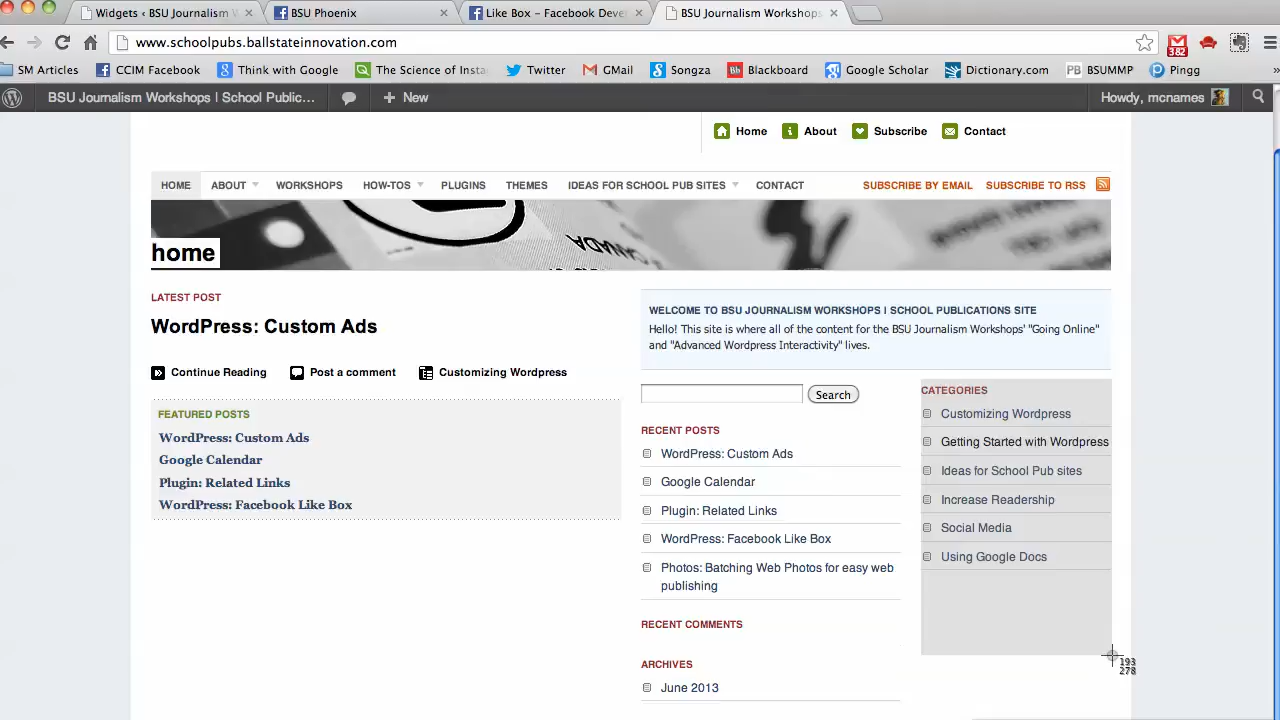 Widgets ‹ BSU Journalism W
BSU Phoenix
Like Box – Facebook Deve
BSU Journalism Workshops
www.schoolpubs.ballstateinnovation.com
382
SM Articles
CCIM Facebook
Think with Google
The Science of Insta
Twitter
GMail
Songza
Blackboard
Google Scholar
Dictionary.com
BSUMMP
Pingg
BSU Journalism Workshops | School Public...
New
Howdy, mcnames
Home
About
Subscribe
Contact
HOME
ABOUT
WORKSHOPS
HOW-TOS
PLUGINS
THEMES
IDEAS FOR SCHOOL PUB SITES
CONTACT
SUBSCRIBE BY EMAIL
SUBSCRIBE TO RSS
CANADA
home
LATEST POST
WordPress: Custom Ads
Continue Reading
Post a comment
Customizing Wordpress
FEATURED POSTS
WordPress: Custom Ads
Google Calendar
Plugin: Related Links
WordPress: Facebook Like Box
WELCOME TO BSU JOURNALISM WORKSHOPS | SCHOOL PUBLICATIONS SITE
Hello! This site is where all of the content for the BSU Journalism Workshops' "Going Online"
and "Advanced Wordpress Interactivity" lives.
Search
RECENT POSTS
WordPress: Custom Ads
Google Calendar
Plugin: Related Links
WordPress: Facebook Like Box
Photos: Batching Web Photos for easy web
publishing
RECENT COMMENTS
ARCHIVES
June 2013
CATEGORIES
Customizing Wordpress
Getting Started with Wordpress
Ideas for School Pub sites
Increase Readership
Social Media
Using Google Docs
193
278